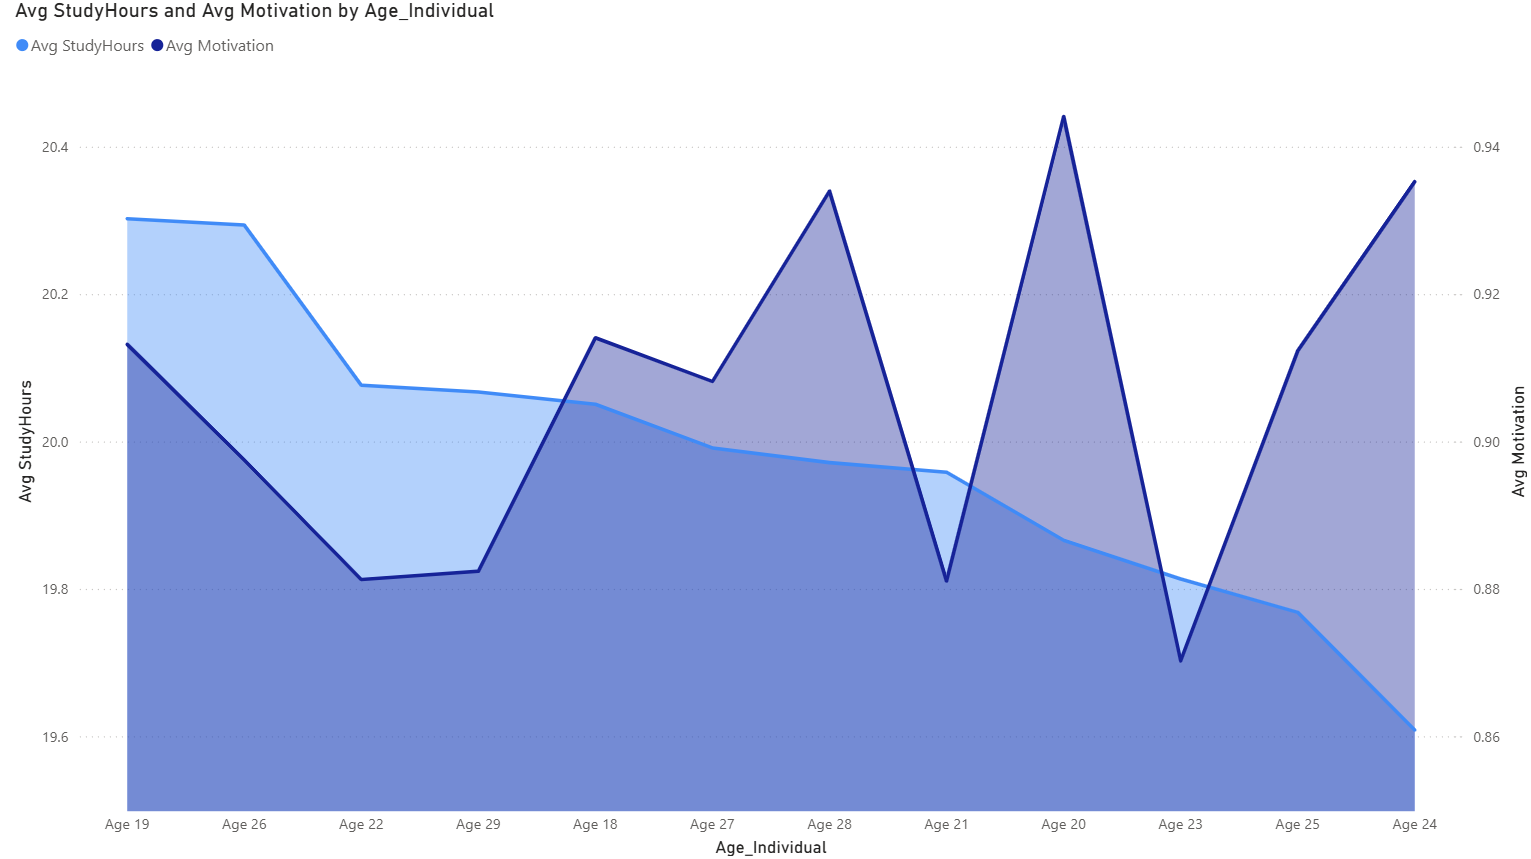 Avg StudyHours and Avg Motivation by Age_Individual
Avg StudyHours Avg Motivation
20.4
20.2
20.0
19.8
19.6
Avg StudyHours
0.94
0.92
0.90
0.88
0.86
Avg Motivation
Age 19 Age 26 Age 22 Age 29 Age 18 Age 27 Age 28 Age 21 Age 20 Age 23 Age 25 Age 24
Age_Individual